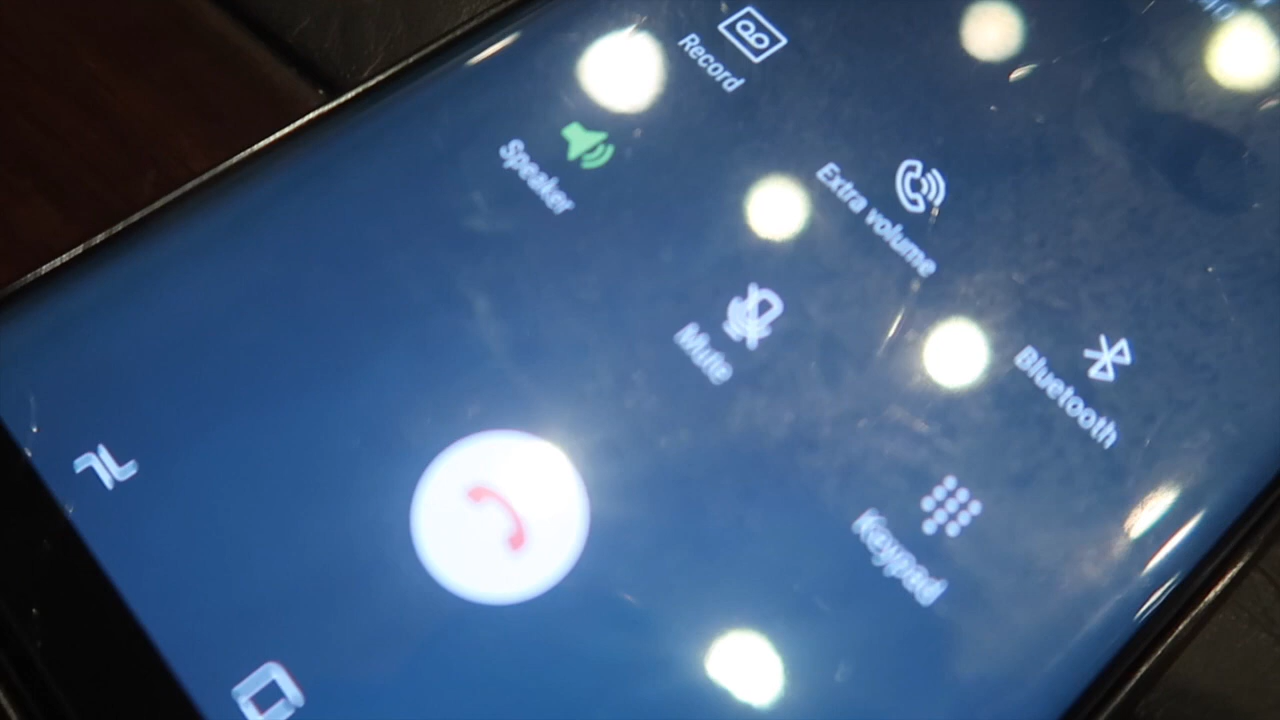 Record
Extra volume
Bluetooth
Speaker
Mute
Keypad